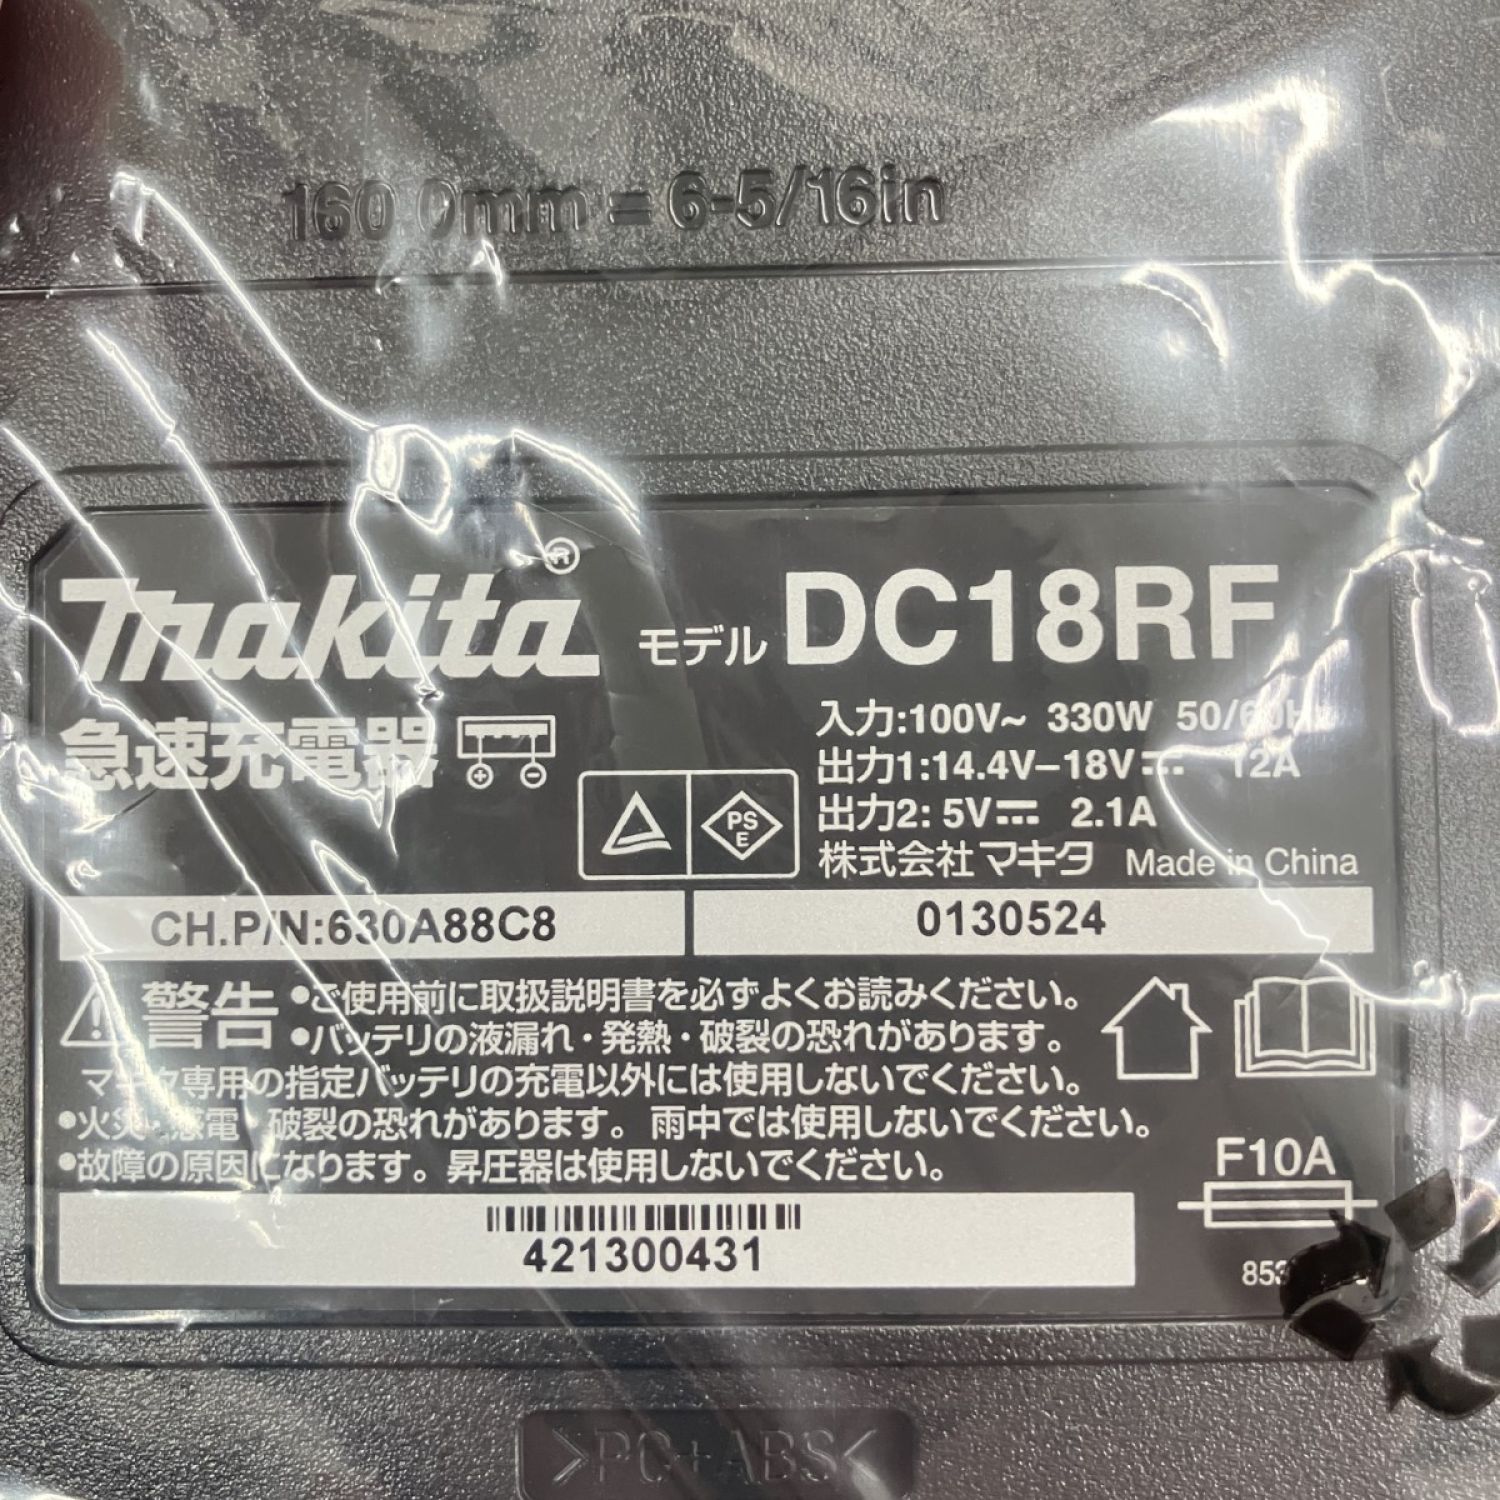 160.0mm = 6-5/16in
makita® モデル DC18RF
急速充電器
入力:100V~ 330W 50/60Hz
出力1:14.4V–18V⎓ 12A
出力2: 5V⎓ 2.1A
PS
E
株式会社マキタ Made in China
CH.P/N:630A88C8
0130524
警告 •ご使用前に取扱説明書を必ずよくお読みください。
•バッテリの液漏れ・発熱・破裂の恐れがあります。
マキタ専用の指定バッテリの充電以外には使用しないでください。
•火災・感電・破裂の恐れがあります。雨中では使用しないでください。
•故障の原因になります。昇圧器は使用しないでください。
F10A
421300431
>PC+ABS<